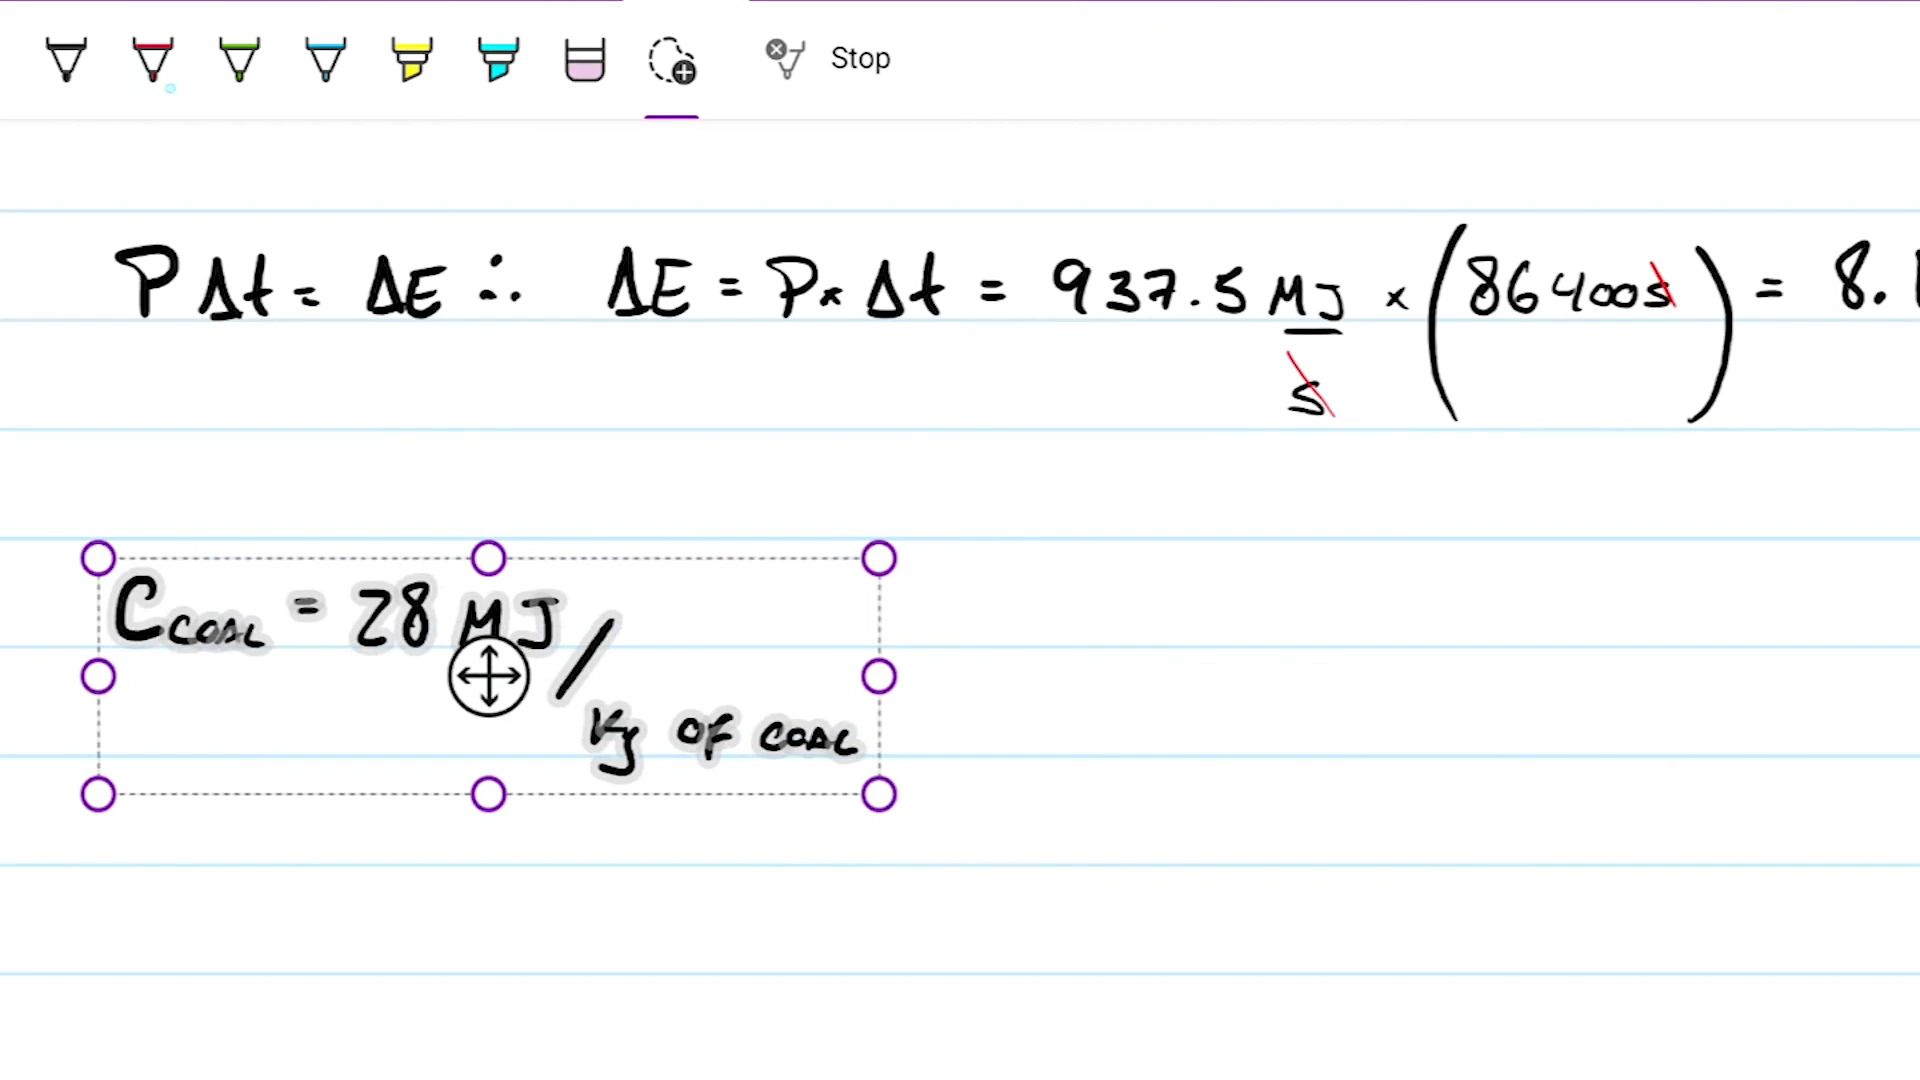 Stop
PΔt = ΔE ∴ ΔE = P × Δt = 937.5 MJ/s × (86400s) = 8.
C_COAL = 28 MJ/kg OF COAL